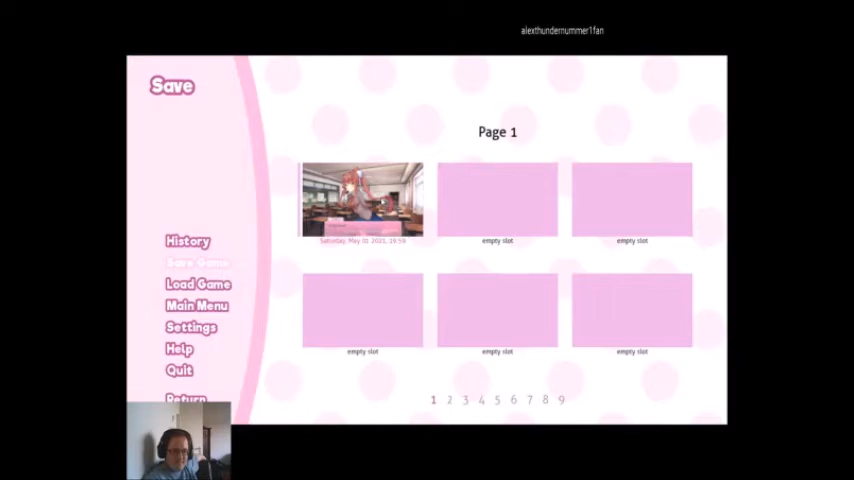 alexthundernummer1fan
Save
Page 1
Saturday, May 01 2021, 16:59
empty slot
empty slot
History
Save Game
Load Game
Main Menu
Settings
Help
Quit
Return
empty slot
empty slot
empty slot
1 2 3 4 5 6 7 8 9